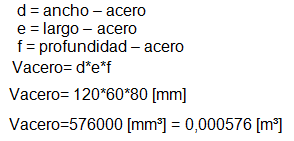 d = ancho – acero
e = largo – acero
f = profundidad – acero
Vacero= d*e*f
Vacero= 120*60*80 [mm]
Vacero=576000 [mm³] = 0,000576 [m³]